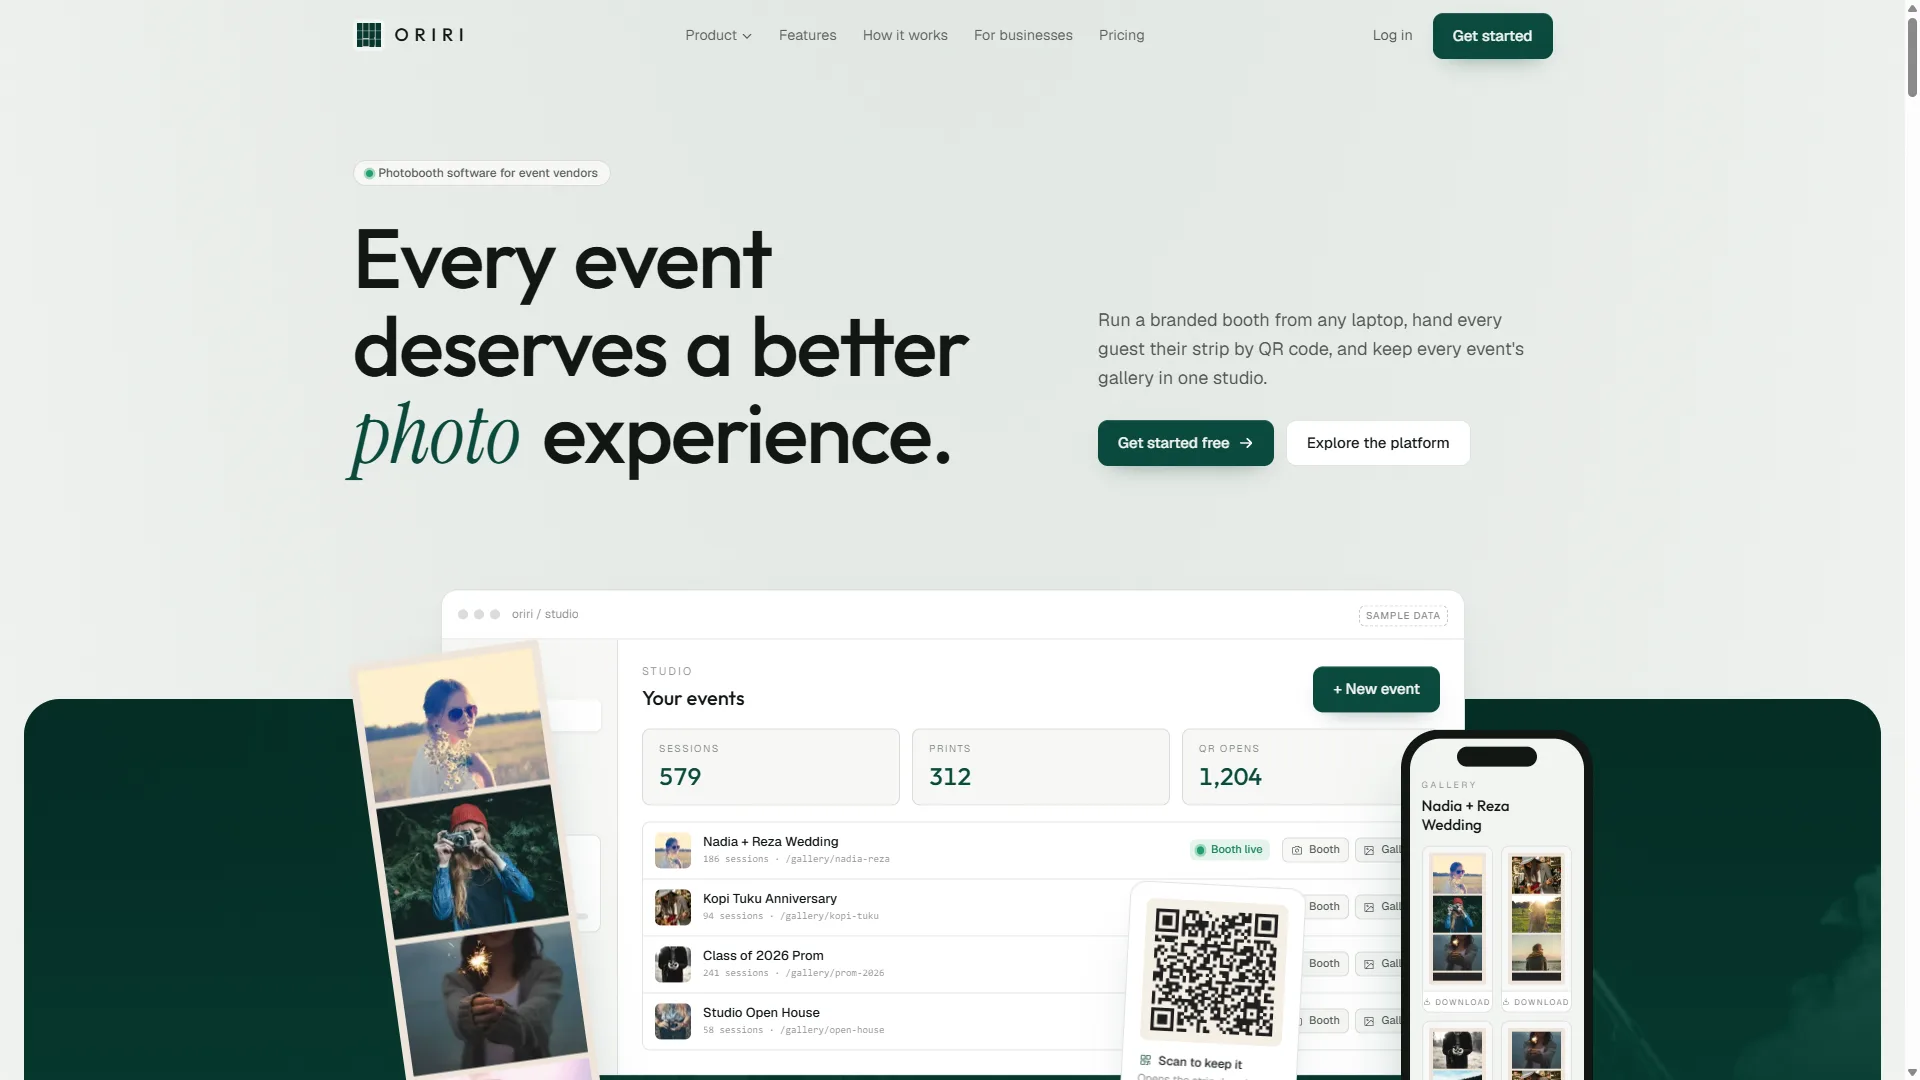 ORIRI
Product
Features
How it works
For businesses
Pricing
Log in
Get started
Photobooth software for event vendors
Every event
deserves a better
photo experience.
Run a branded booth from any laptop, hand every
guest their strip by QR code, and keep every event's
gallery in one studio.
Get started free →
Explore the platform
oriri / studio
SAMPLE DATA
STUDIO
Your events
+ New event
SESSIONS
579
PRINTS
312
QR OPENS
1,204
Nadia + Reza Wedding
186 sessions · /gallery/nadia-reza
Booth live
Booth
Gall
Kopi Tuku Anniversary
94 sessions · /gallery/kopi-tuku
Booth
Gall
Class of 2026 Prom
241 sessions · /gallery/prom-2026
Booth
Gall
Studio Open House
58 sessions · /gallery/open-house
Booth
Gall
Scan to keep it
GALLERY
Nadia + Reza
Wedding
DOWNLOAD
DOWNLOAD